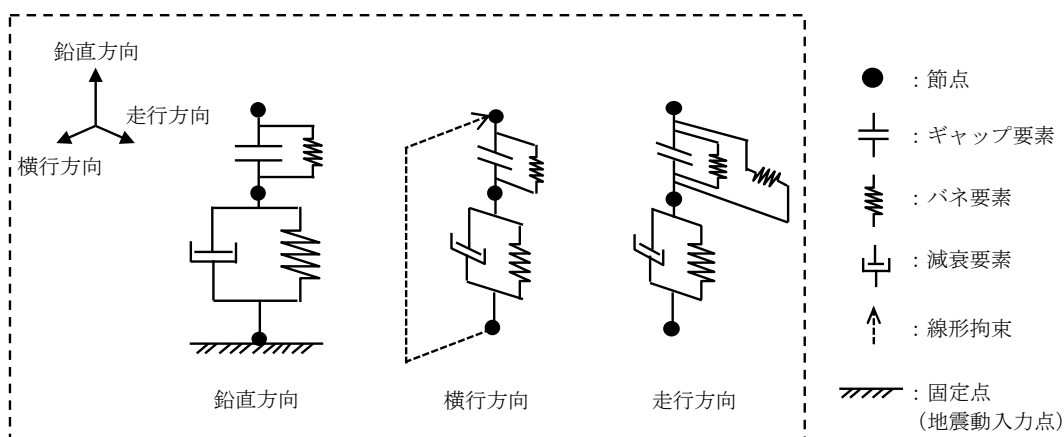 鉛直方向
走行方向
横行方向
鉛直方向
横行方向
走行方向
：節点
：ギャップ要素
：バネ要素
：減衰要素
：線形拘束
：固定点
（地震動入力点）